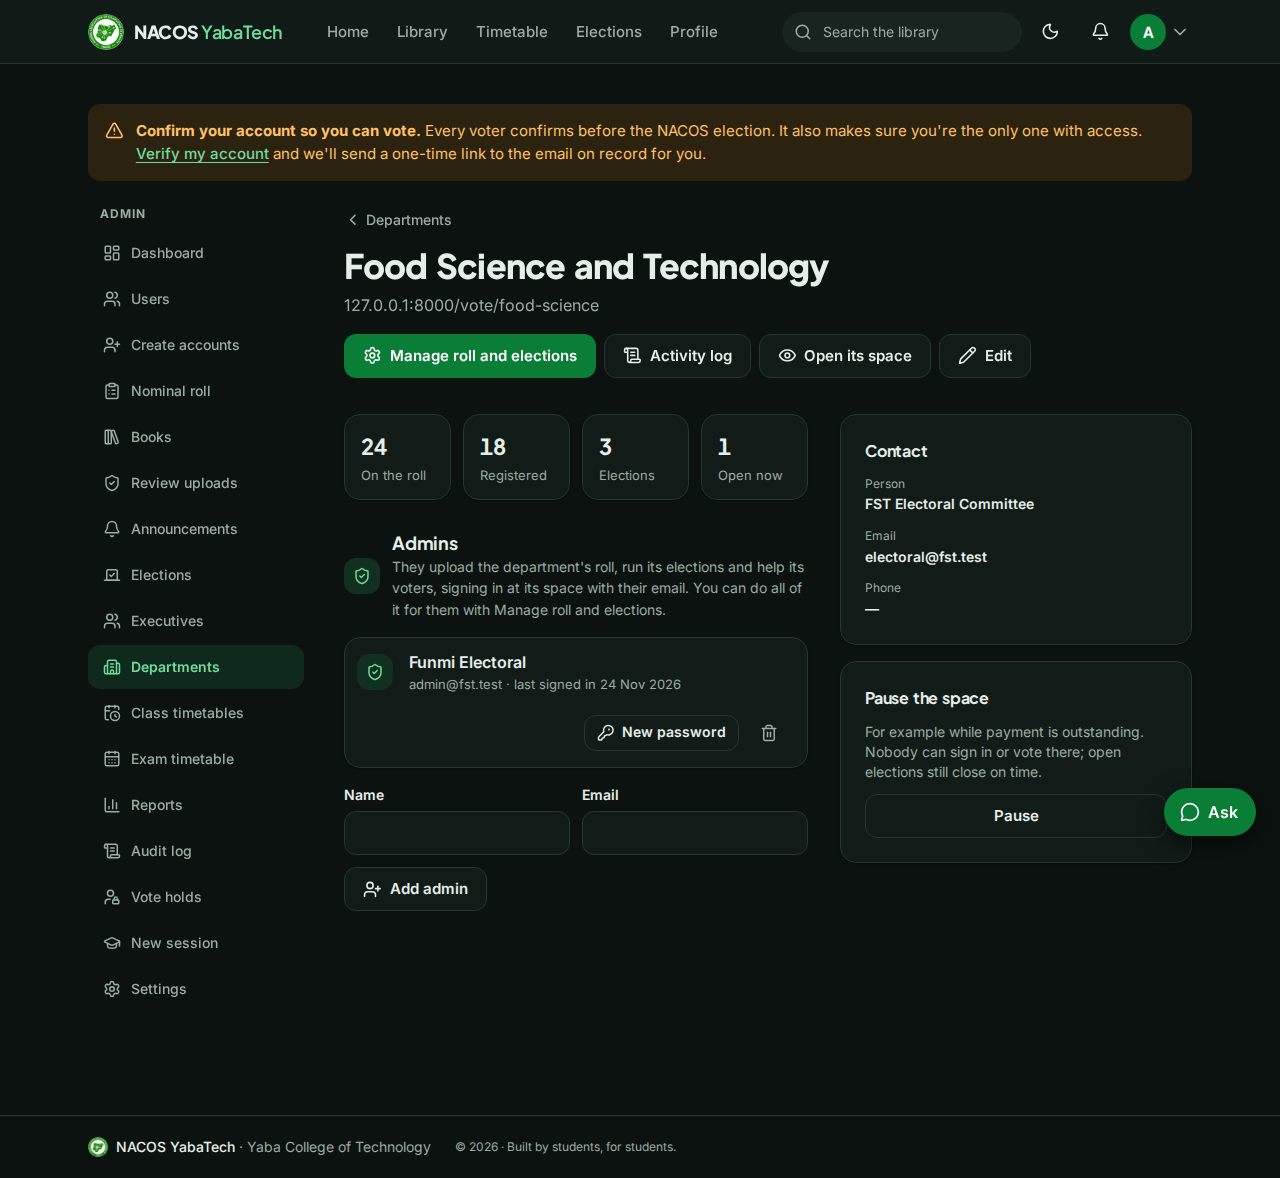 NACOS YabaTech
Home
Library
Timetable
Elections
Profile
Search the library
A
Confirm your account so you can vote. Every voter confirms before the NACOS election. It also makes sure you're the only one with access.
Verify my account and we'll send a one-time link to the email on record for you.
ADMIN
Dashboard
Users
Create accounts
Nominal roll
Books
Review uploads
Announcements
Elections
Executives
Departments
Class timetables
Exam timetable
Reports
Audit log
Vote holds
New session
Settings
Departments
Food Science and Technology
127.0.0.1:8000/vote/food-science
Manage roll and elections
Activity log
Open its space
Edit
24
On the roll
18
Registered
3
Elections
1
Open now
Admins
They upload the department's roll, run its elections and help its
voters, signing in at its space with their email. You can do all of
it for them with Manage roll and elections.
Funmi Electoral
admin@fst.test · last signed in 24 Nov 2026
New password
Name
Email
Add admin
Contact
Person
FST Electoral Committee
Email
electoral@fst.test
Phone
—
Pause the space
For example while payment is outstanding.
Nobody can sign in or vote there; open
elections still close on time.
Pause
Ask
NACOS YabaTech · Yaba College of Technology
© 2026 · Built by students, for students.